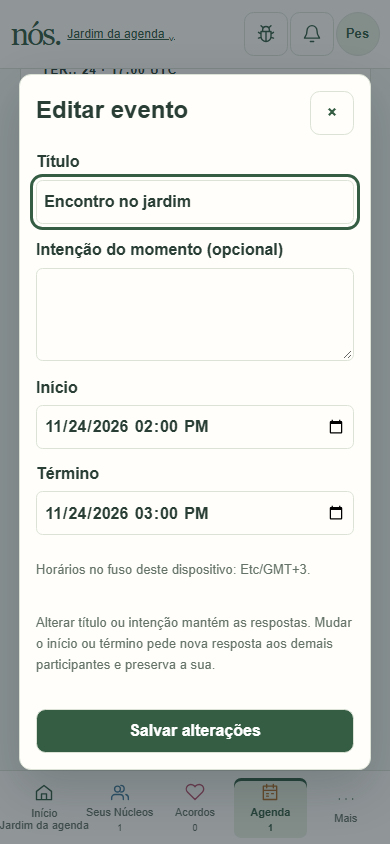 nós. Jardim da agenda
Pes
TER., 24 · 17:00 UTC
Editar evento
×
Título
Encontro no jardim
Intenção do momento (opcional)
Início
11/24/2026 02:00 PM
Término
11/24/2026 03:00 PM
Horários no fuso deste dispositivo: Etc/GMT+3.
Alterar título ou intenção mantém as respostas. Mudar
o início ou término pede nova resposta aos demais
participantes e preserva a sua.
Salvar alterações
Início
Jardim da agenda
Seus Núcleos
1
Acordos
0
Agenda
1
...
Mais